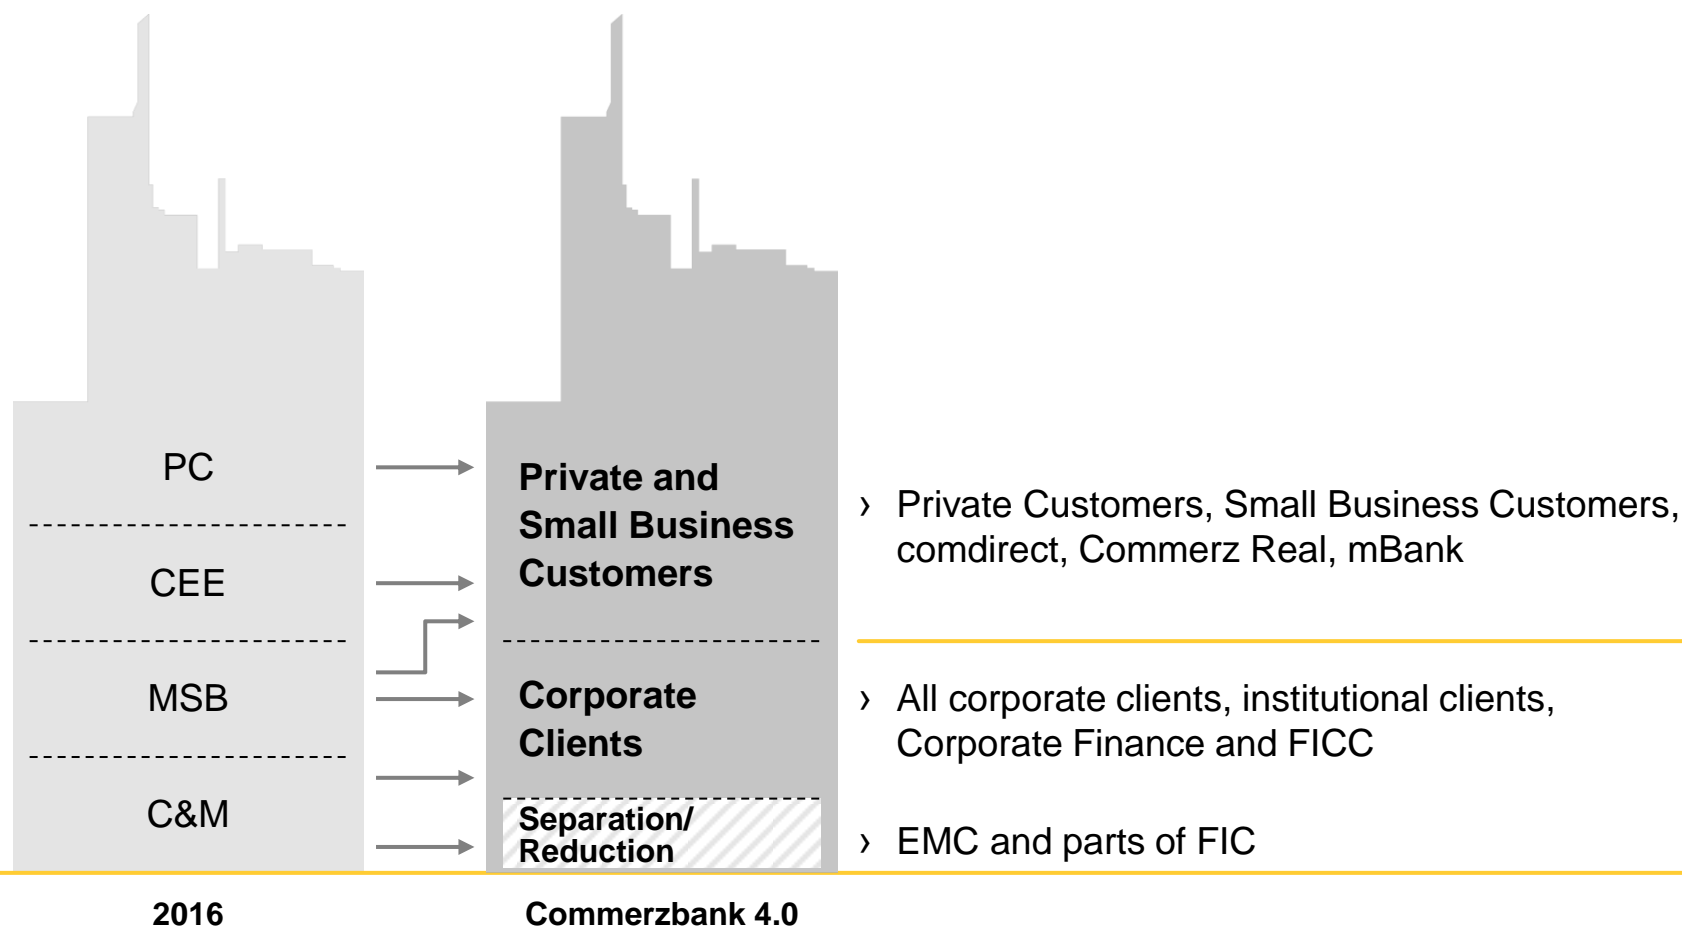 PC
CEE
MSB
C&M
2016
Private and
Small Business
Customers
Corporate
Clients
Separation/
Reduction
Commerzbank 4.0
› Private Customers, Small Business Customers,
comdirect, Commerz Real, mBank
› All corporate clients, institutional clients,
Corporate Finance and FICC
› EMC and parts of FIC